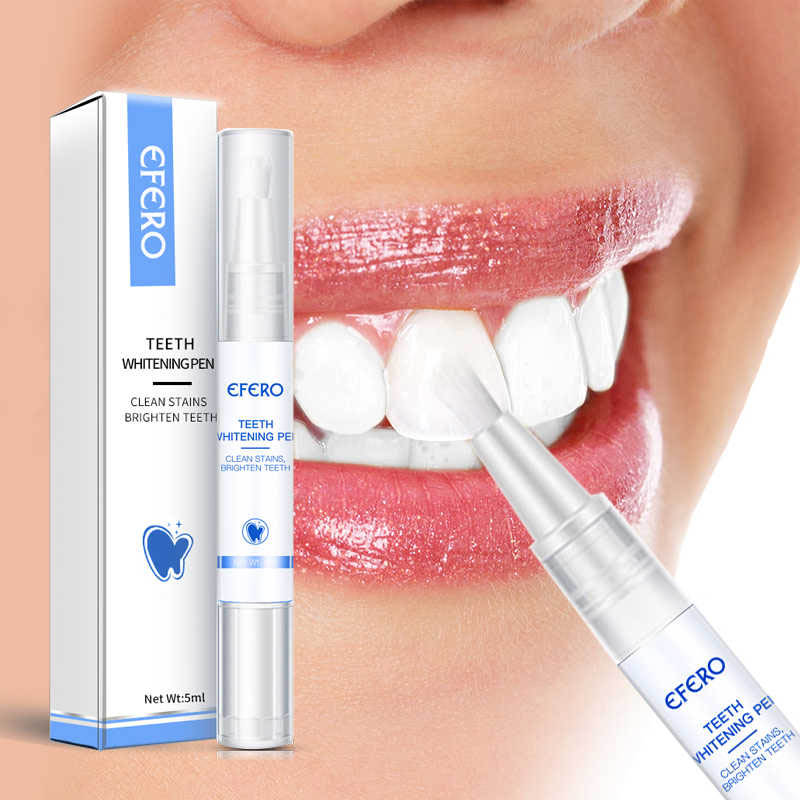 EFERO
TEETH
WHITENING PEN
CLEAN STAINS
BRIGHTEN TEETH
Net Wt:5ml
EFERO
TEETH
WHITENING PEN
CLEAN STAINS,
BRIGHTEN TEETH
EFERO
TEETH
WHITENING PEN
CLEAN STAINS,
BRIGHTEN TEETH